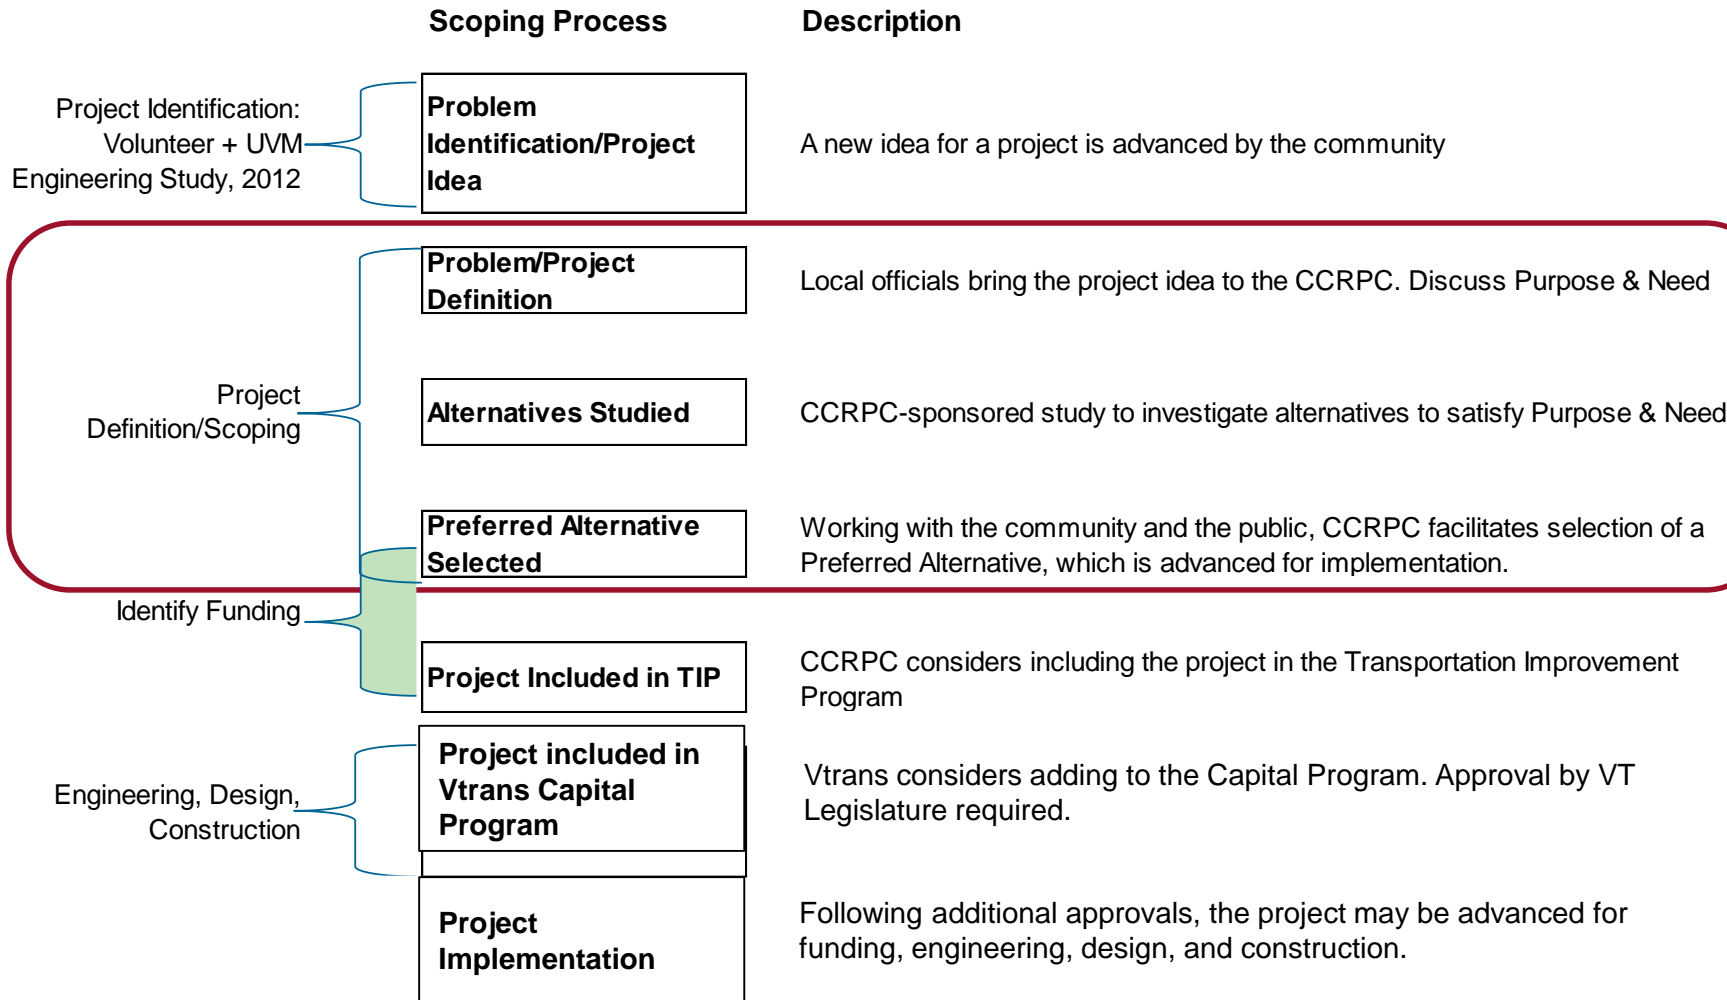 Scoping Process
Description
Project Identification:
Volunteer + UVM
Engineering Study, 2012
Problem
Identification/Project
Idea
A new idea for a project is advanced by the community
Problem/Project
Definition
Local officials bring the project idea to the CCRPC. Discuss Purpose & Need
Project
Definition/Scoping
Alternatives Studied
CCRPC-sponsored study to investigate alternatives to satisfy Purpose & Need
Preferred Alternative
Selected
Working with the community and the public, CCRPC facilitates selection of a
Preferred Alternative, which is advanced for implementation.
Identify Funding
Project Included in TIP
CCRPC considers including the project in the Transportation Improvement
Program
Engineering, Design,
Construction
Project included in
Vtrans Capital
Program
Vtrans considers adding to the Capital Program. Approval by VT
Legislature required.
Project
Implementation
Following additional approvals, the project may be advanced for
funding, engineering, design, and construction.